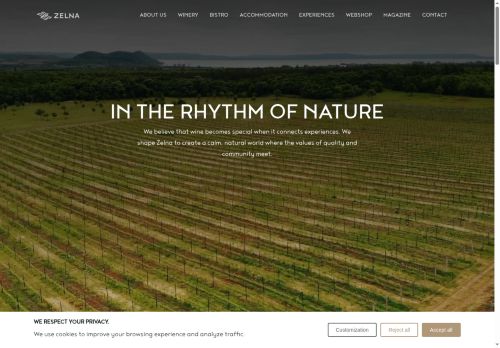 ZELNA
ABOUT US WINERY BISTRO ACCOMMODATION EXPERIENCES WEBSHOP MAGAZINE CONTACT
IN THE RHYTHM OF NATURE
We believe that wine becomes special when it connects experiences. We
shape Zelna to create a calm, natural world where the values of quality and
community meet.
WE RESPECT YOUR PRIVACY.
We use cookies to improve your browsing experience and analyze traffic.
Customization Reject all Accept all